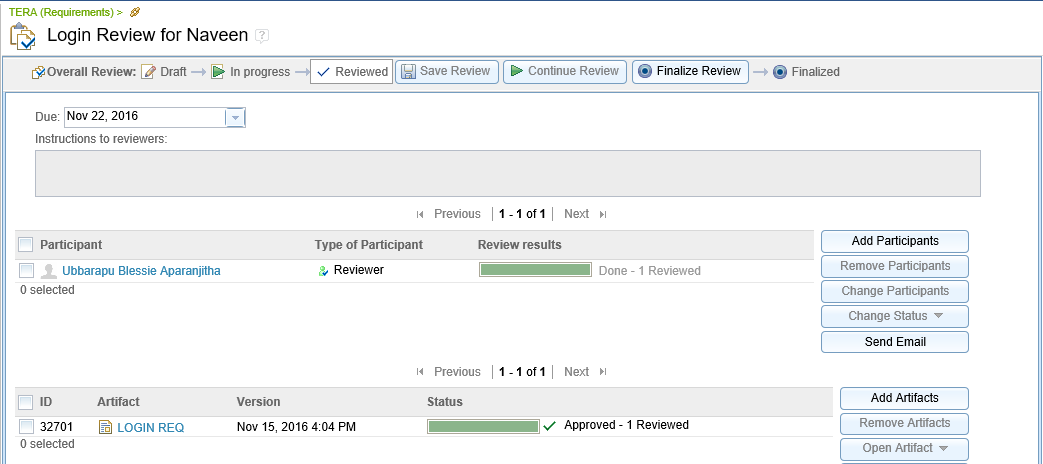 TERA (Requirements) >
Login Review for Naveen ?
Overall Review: Draft In progress Reviewed Save Review Continue Review Finalize Review Finalized
Due: Nov 22, 2016
Instructions to reviewers:
Previous 1 - 1 of 1 Next
Participant Type of Participant Review results
Ubbarapu Blessie Aparanjitha Reviewer Done - 1 Reviewed
0 selected
Add Participants
Remove Participants
Change Participants
Change Status
Send Email
Previous 1 - 1 of 1 Next
ID Artifact Version Status
32701 LOGIN REQ Nov 15, 2016 4:04 PM Approved - 1 Reviewed
0 selected
Add Artifacts
Remove Artifacts
Open Artifact